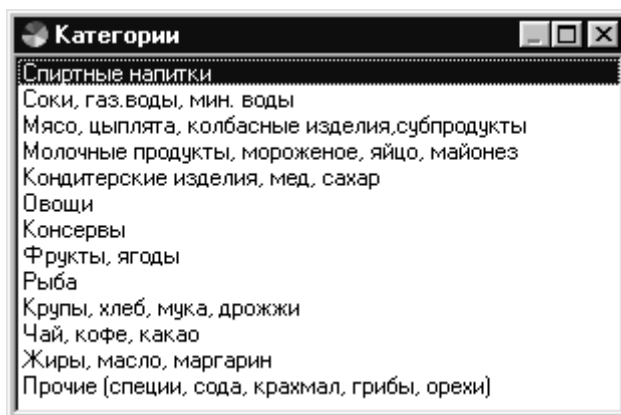 Категории
Спиртные напитки
Соки, газ.воды, мин. воды
Мясо, цыплята, колбасные изделия,субпродукты
Молочные продукты, мороженое, яйцо, майонез
Кондитерские изделия, мед, сахар
Овощи
Консервы
Фрукты, ягоды
Рыба
Крупы, хлеб, мука, дрожжи
Чай, кофе, какао
Жиры, масло, маргарин
Прочие (специи, сода, крахмал, грибы, орехи)